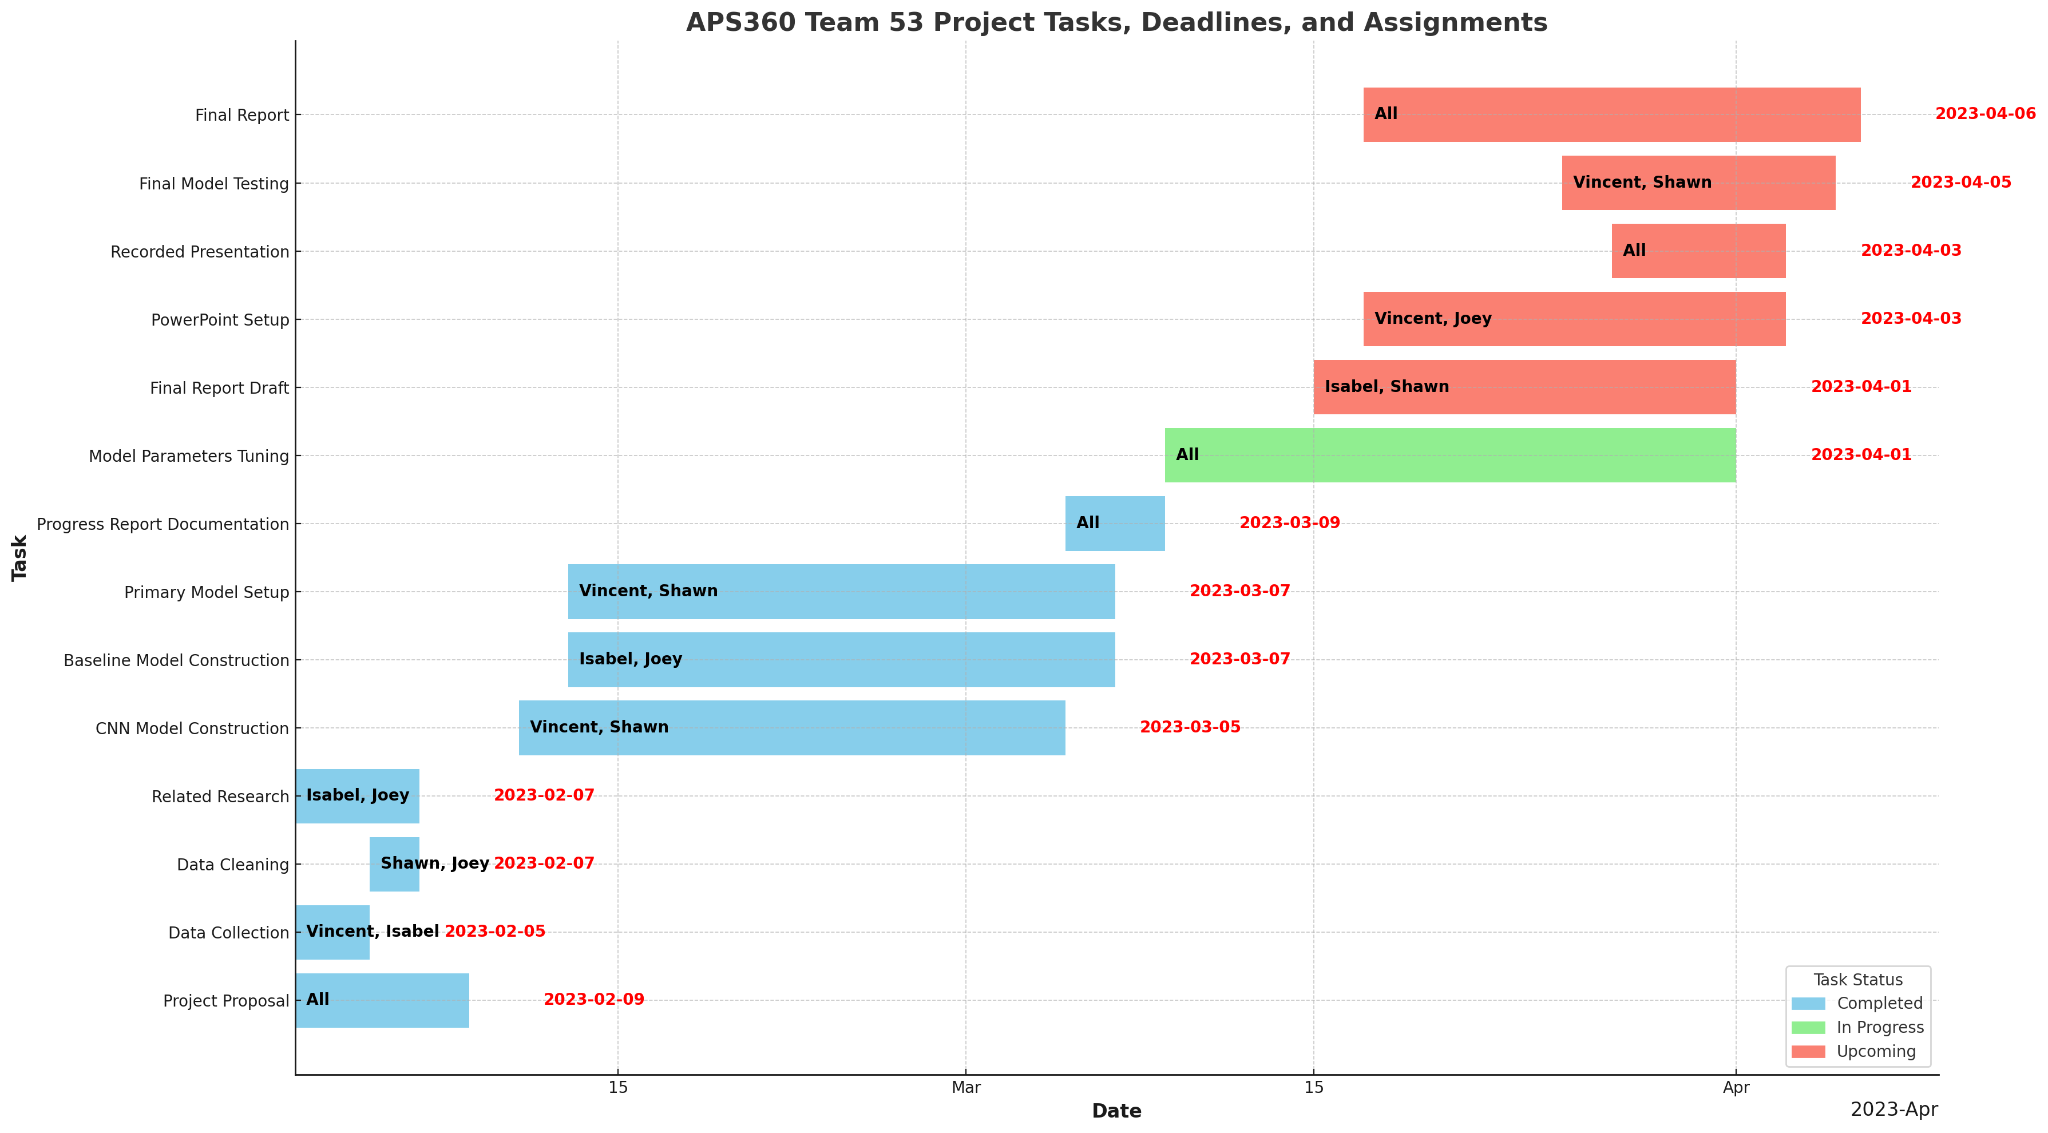 APS360 Team 53 Project Tasks, Deadlines, and Assignments
Task
Final Report All 2023-04-06
Final Model Testing Vincent, Shawn 2023-04-05
Recorded Presentation All 2023-04-03
PowerPoint Setup Vincent, Joey 2023-04-03
Final Report Draft Isabel, Shawn 2023-04-01
Model Parameters Tuning All 2023-04-01
Progress Report Documentation All 2023-03-09
Primary Model Setup Vincent, Shawn 2023-03-07
Baseline Model Construction Isabel, Joey 2023-03-07
CNN Model Construction Vincent, Shawn 2023-03-05
Related Research Isabel, Joey 2023-02-07
Data Cleaning Shawn, Joey 2023-02-07
Data Collection Vincent, Isabel 2023-02-05
Project Proposal All 2023-02-09
Task Status
Completed
In Progress
Upcoming
15 Mar 15 Apr
Date
2023-Apr